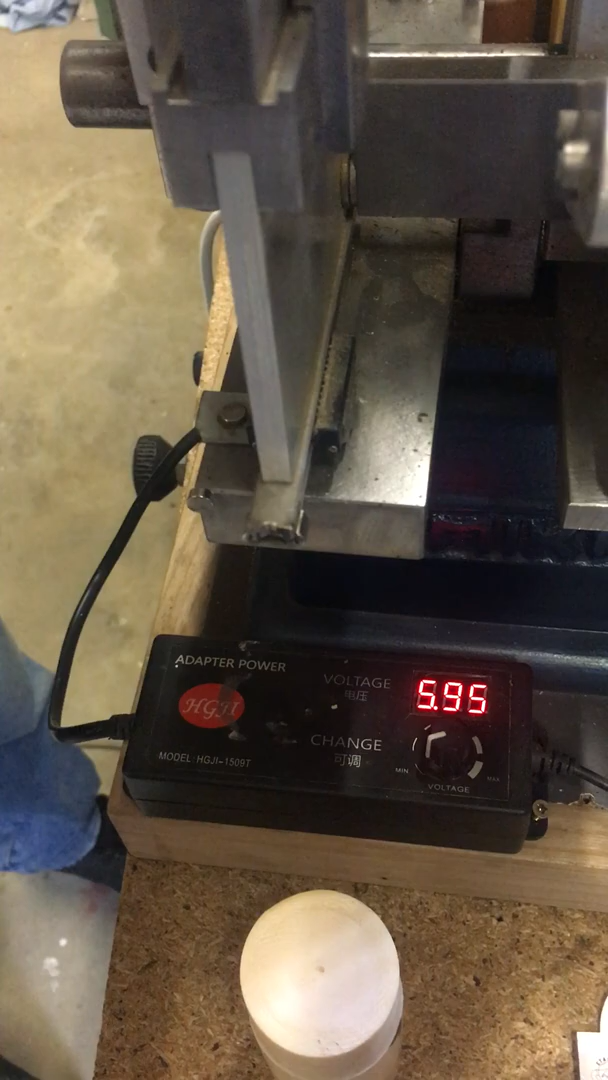 ADAPTER POWER
HGJI
MODEL: HGJI-1509T
VOLTAGE
电压
5.95
CHANGE
可调
MIN
MAX
VOLTAGE